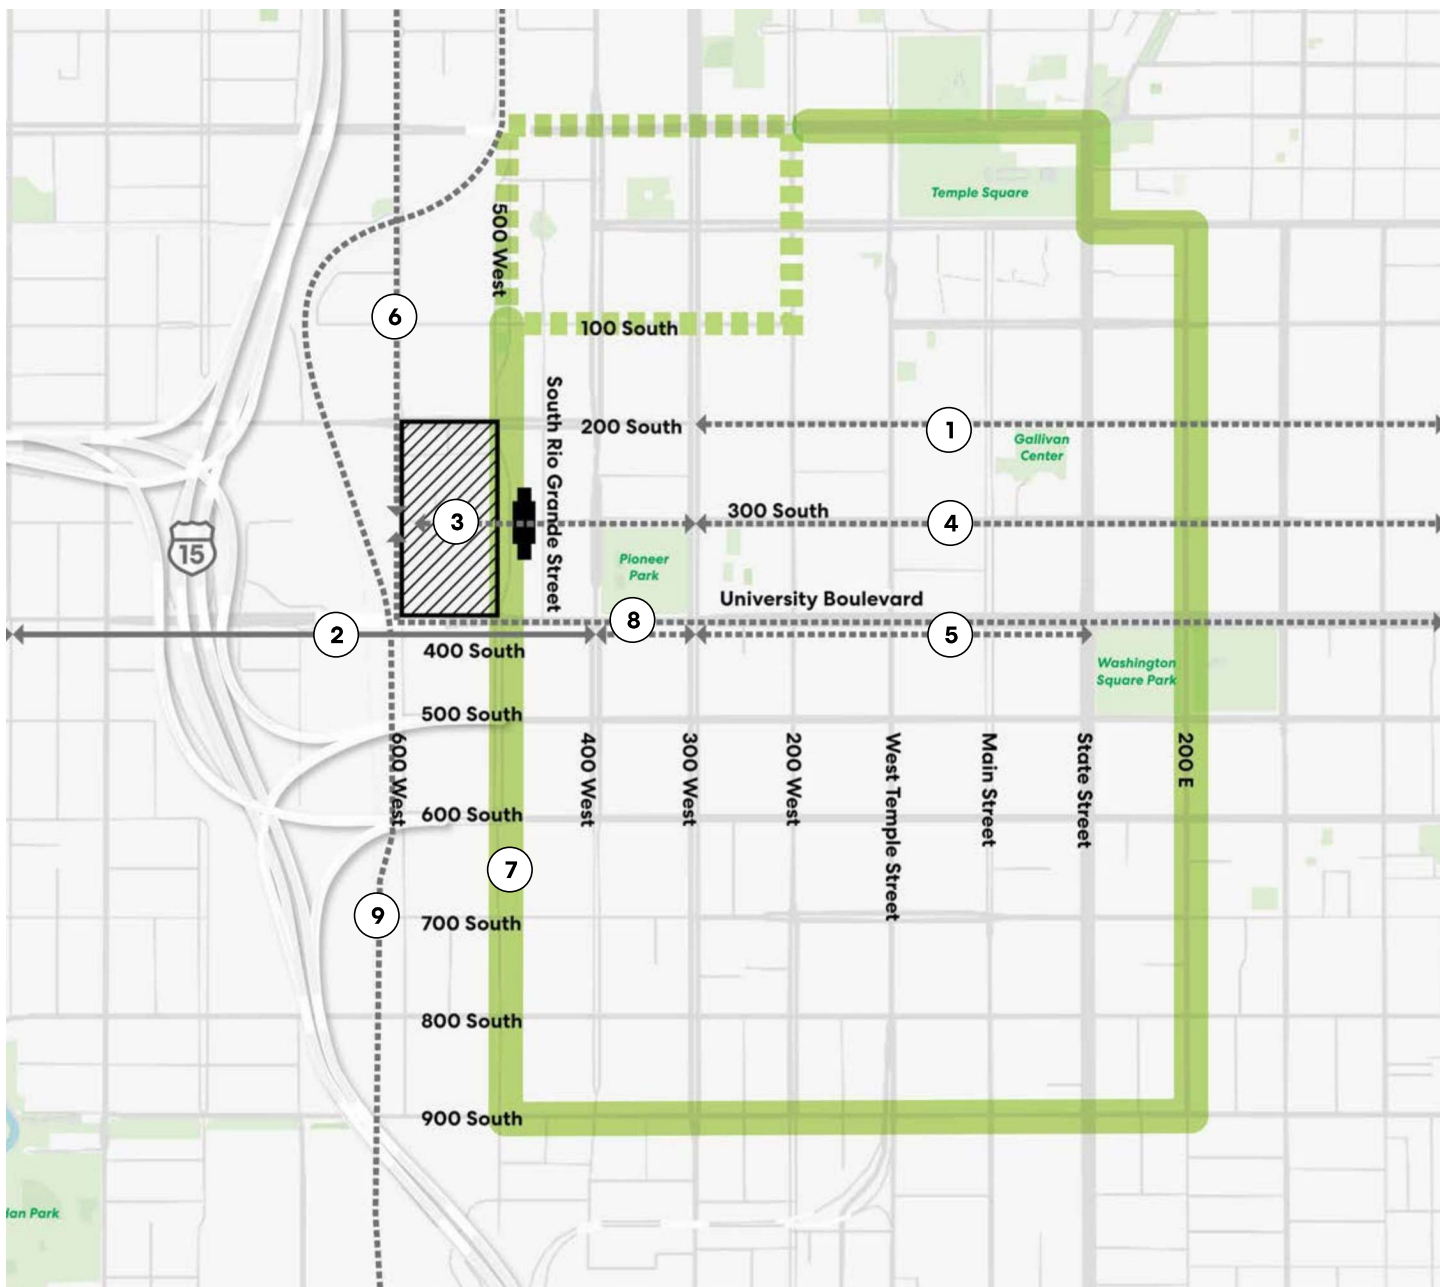 Temple Square
500 West
6
100 South
South Rio Grande Street
200 South
1
Gallivan
Center
3
300 South
4
15
Pioneer
Park
University Boulevard
8
2
5
400 South
Washington
Square Park
500 South
600 West
400 West
300 West
200 West
West Temple Street
Main Street
State Street
200 E
600 South
7
9
700 South
800 South
900 South
dan Park